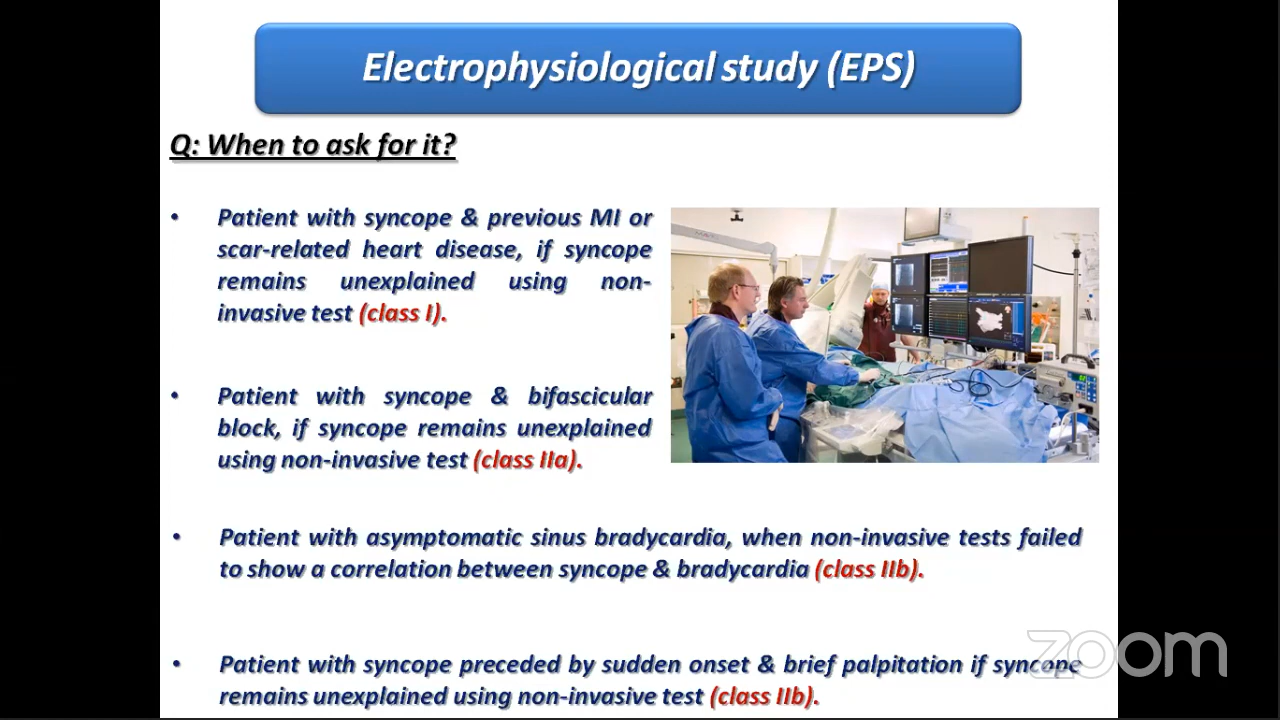 Electrophysiological study (EPS)
Q: When to ask for it?
• Patient with syncope & previous MI or
scar-related heart disease, if syncope
remains unexplained using non-
invasive test (class I).
• Patient with syncope & bifascicular
block, if syncope remains unexplained
using non-invasive test (class IIa).
• Patient with asymptomatic sinus bradycardia, when non-invasive tests failed
to show a correlation between syncope & bradycardia (class IIb).
• Patient with syncope preceded by sudden onset & brief palpitation if syncope
remains unexplained using non-invasive test (class IIb).
zoom